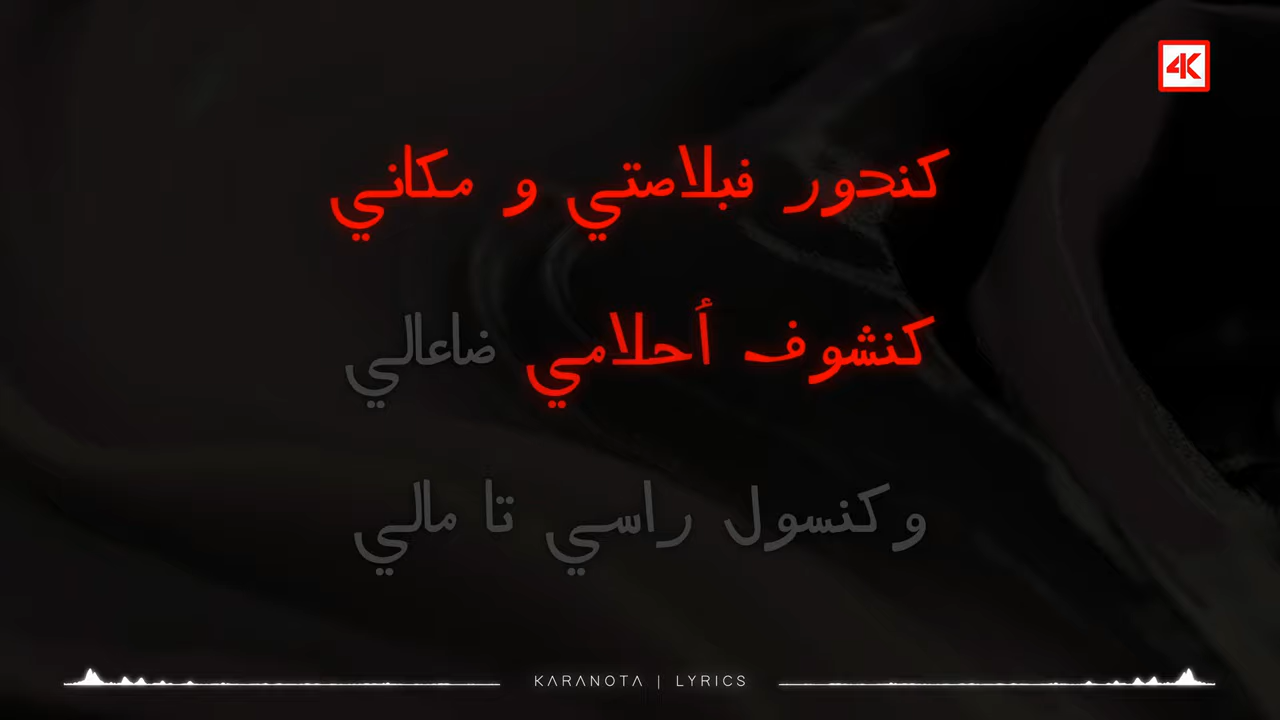 4K
كندور فبلاصتي و مكاني
كنشوف أحلامي ضاعالي
وكنسول راسي تا مالي
KARANOTA | LYRICS